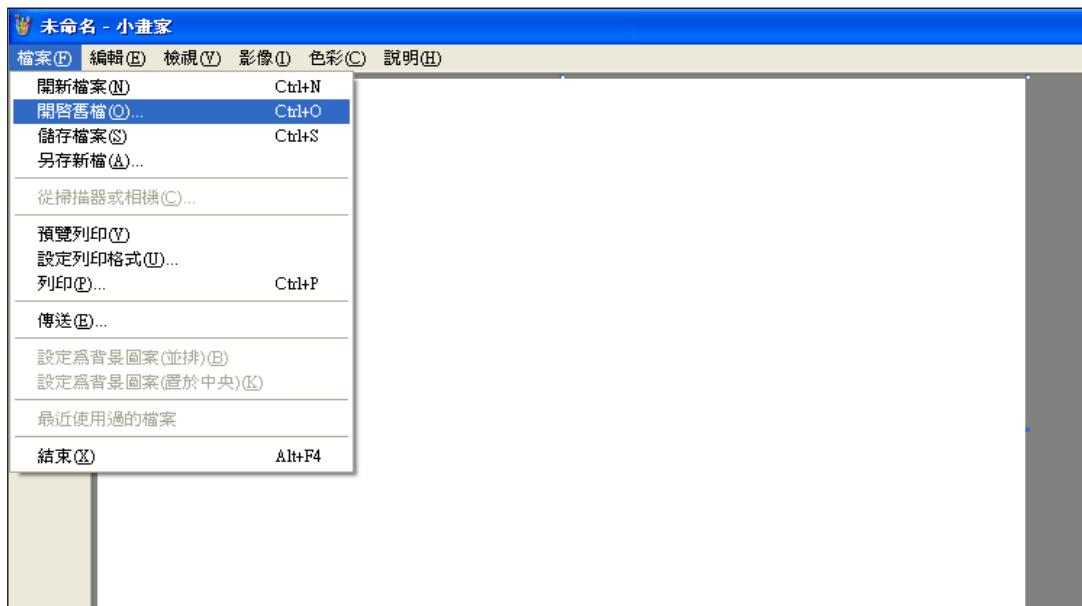 未命名 - 小畫家
檔案(F) 編輯(E) 檢視(V) 影像(I) 色彩(C) 說明(H)
開新檔案(N) Ctrl+N
開啓舊檔(O)... Ctrl+O
儲存檔案(S) Ctrl+S
另存新檔(A)...
從掃描器或相機(C)...
預覽列印(V)
設定列印格式(U)...
列印(P)... Ctrl+P
傳送(E)...
設定爲背景圖案(並排)(B)
設定爲背景圖案(置於中央)(K)
最近使用過的檔案
結束(X) Alt+F4